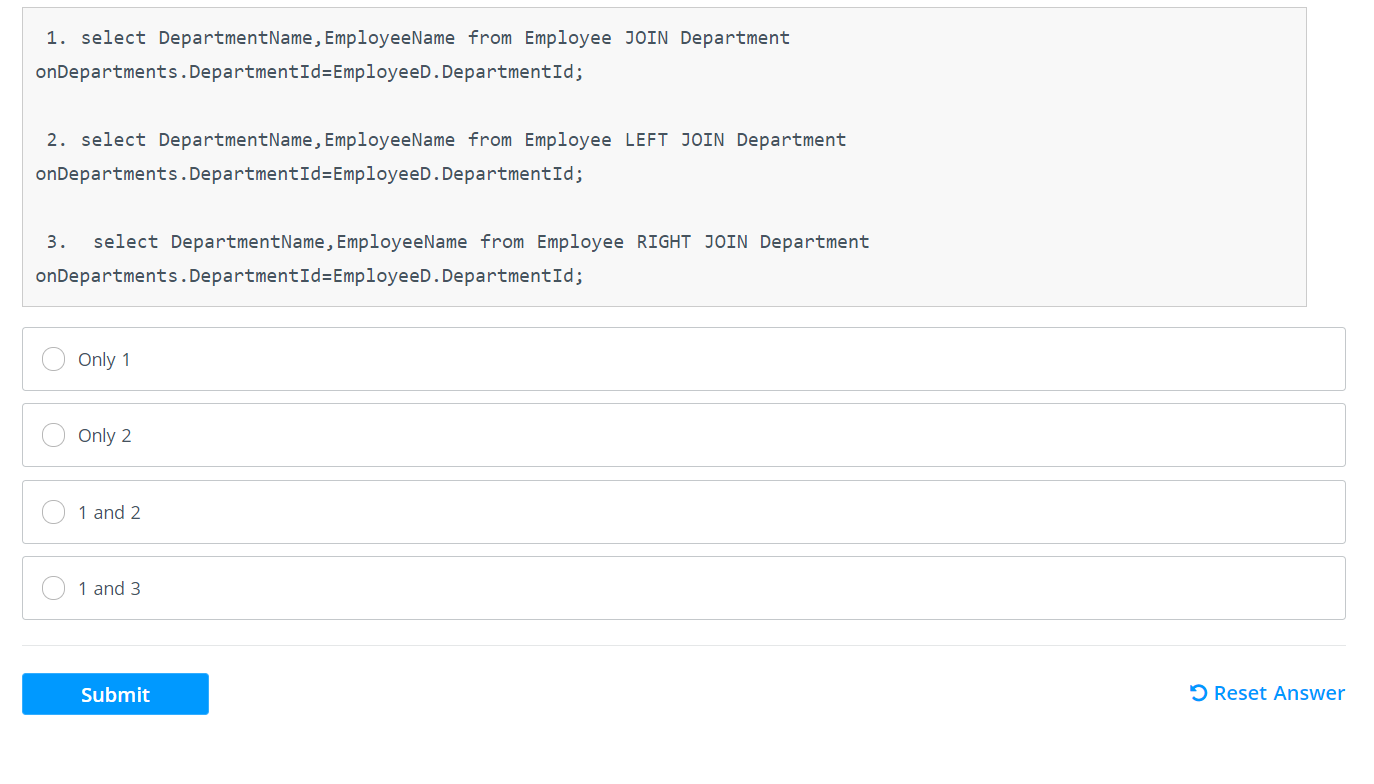 1. select DepartmentName,EmployeeName from Employee JOIN Department
onDepartments.DepartmentId=EmployeeD.DepartmentId;
2. select DepartmentName,EmployeeName from Employee LEFT JOIN Department
onDepartments.DepartmentId=EmployeeD.DepartmentId;
3. select DepartmentName,EmployeeName from Employee RIGHT JOIN Department
onDepartments.DepartmentId=EmployeeD.DepartmentId;
Only 1
Only 2
1 and 2
1 and 3
Submit
Reset Answer